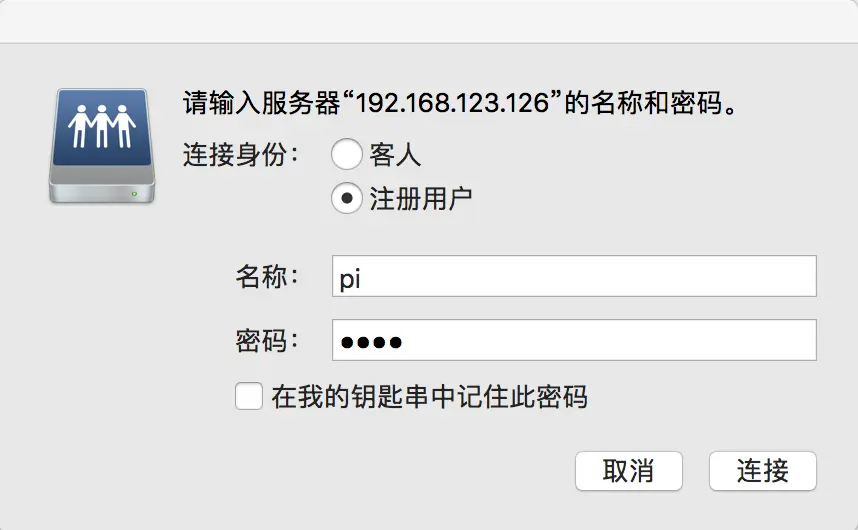 请输入服务器“192.168.123.126”的名称和密码。
连接身份： 客人
注册用户
名称： pi
密码： ●●●●
在我的钥匙串中记住此密码
取消 连接